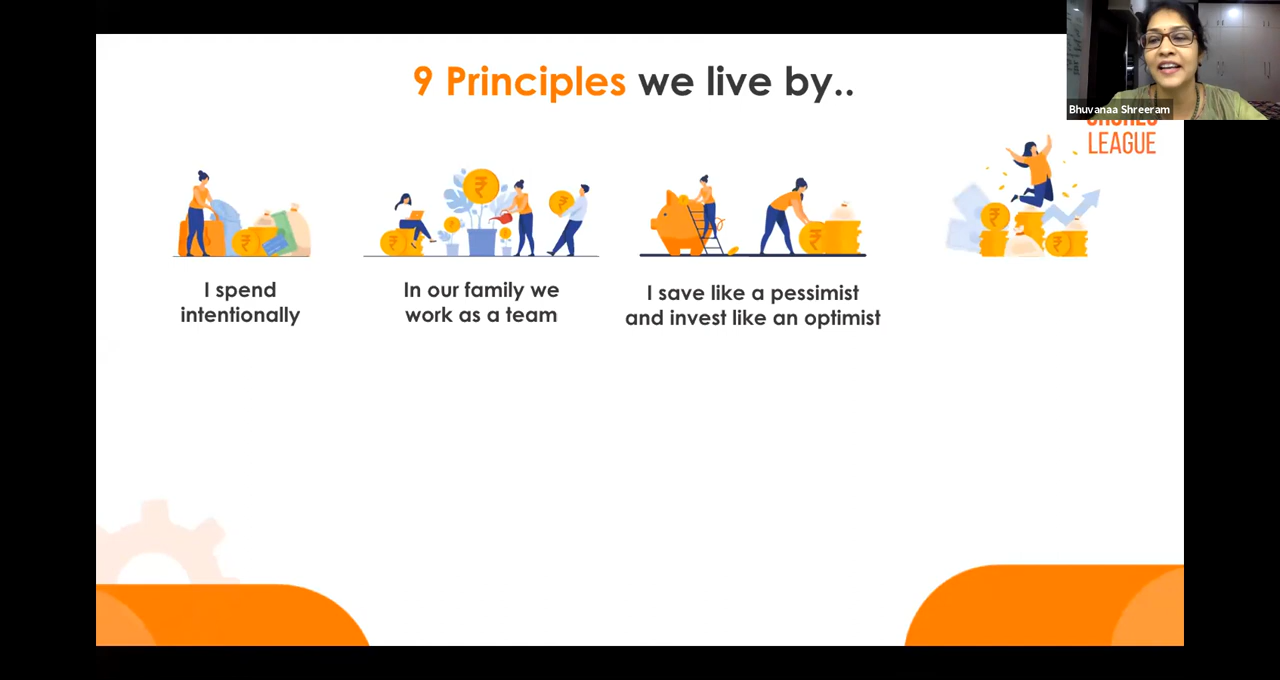 9 Principles we live by..
Bhuvanaa Shreeram
LEAGUE
I spend
intentionally
In our family we
work as a team
I save like a pessimist
and invest like an optimist